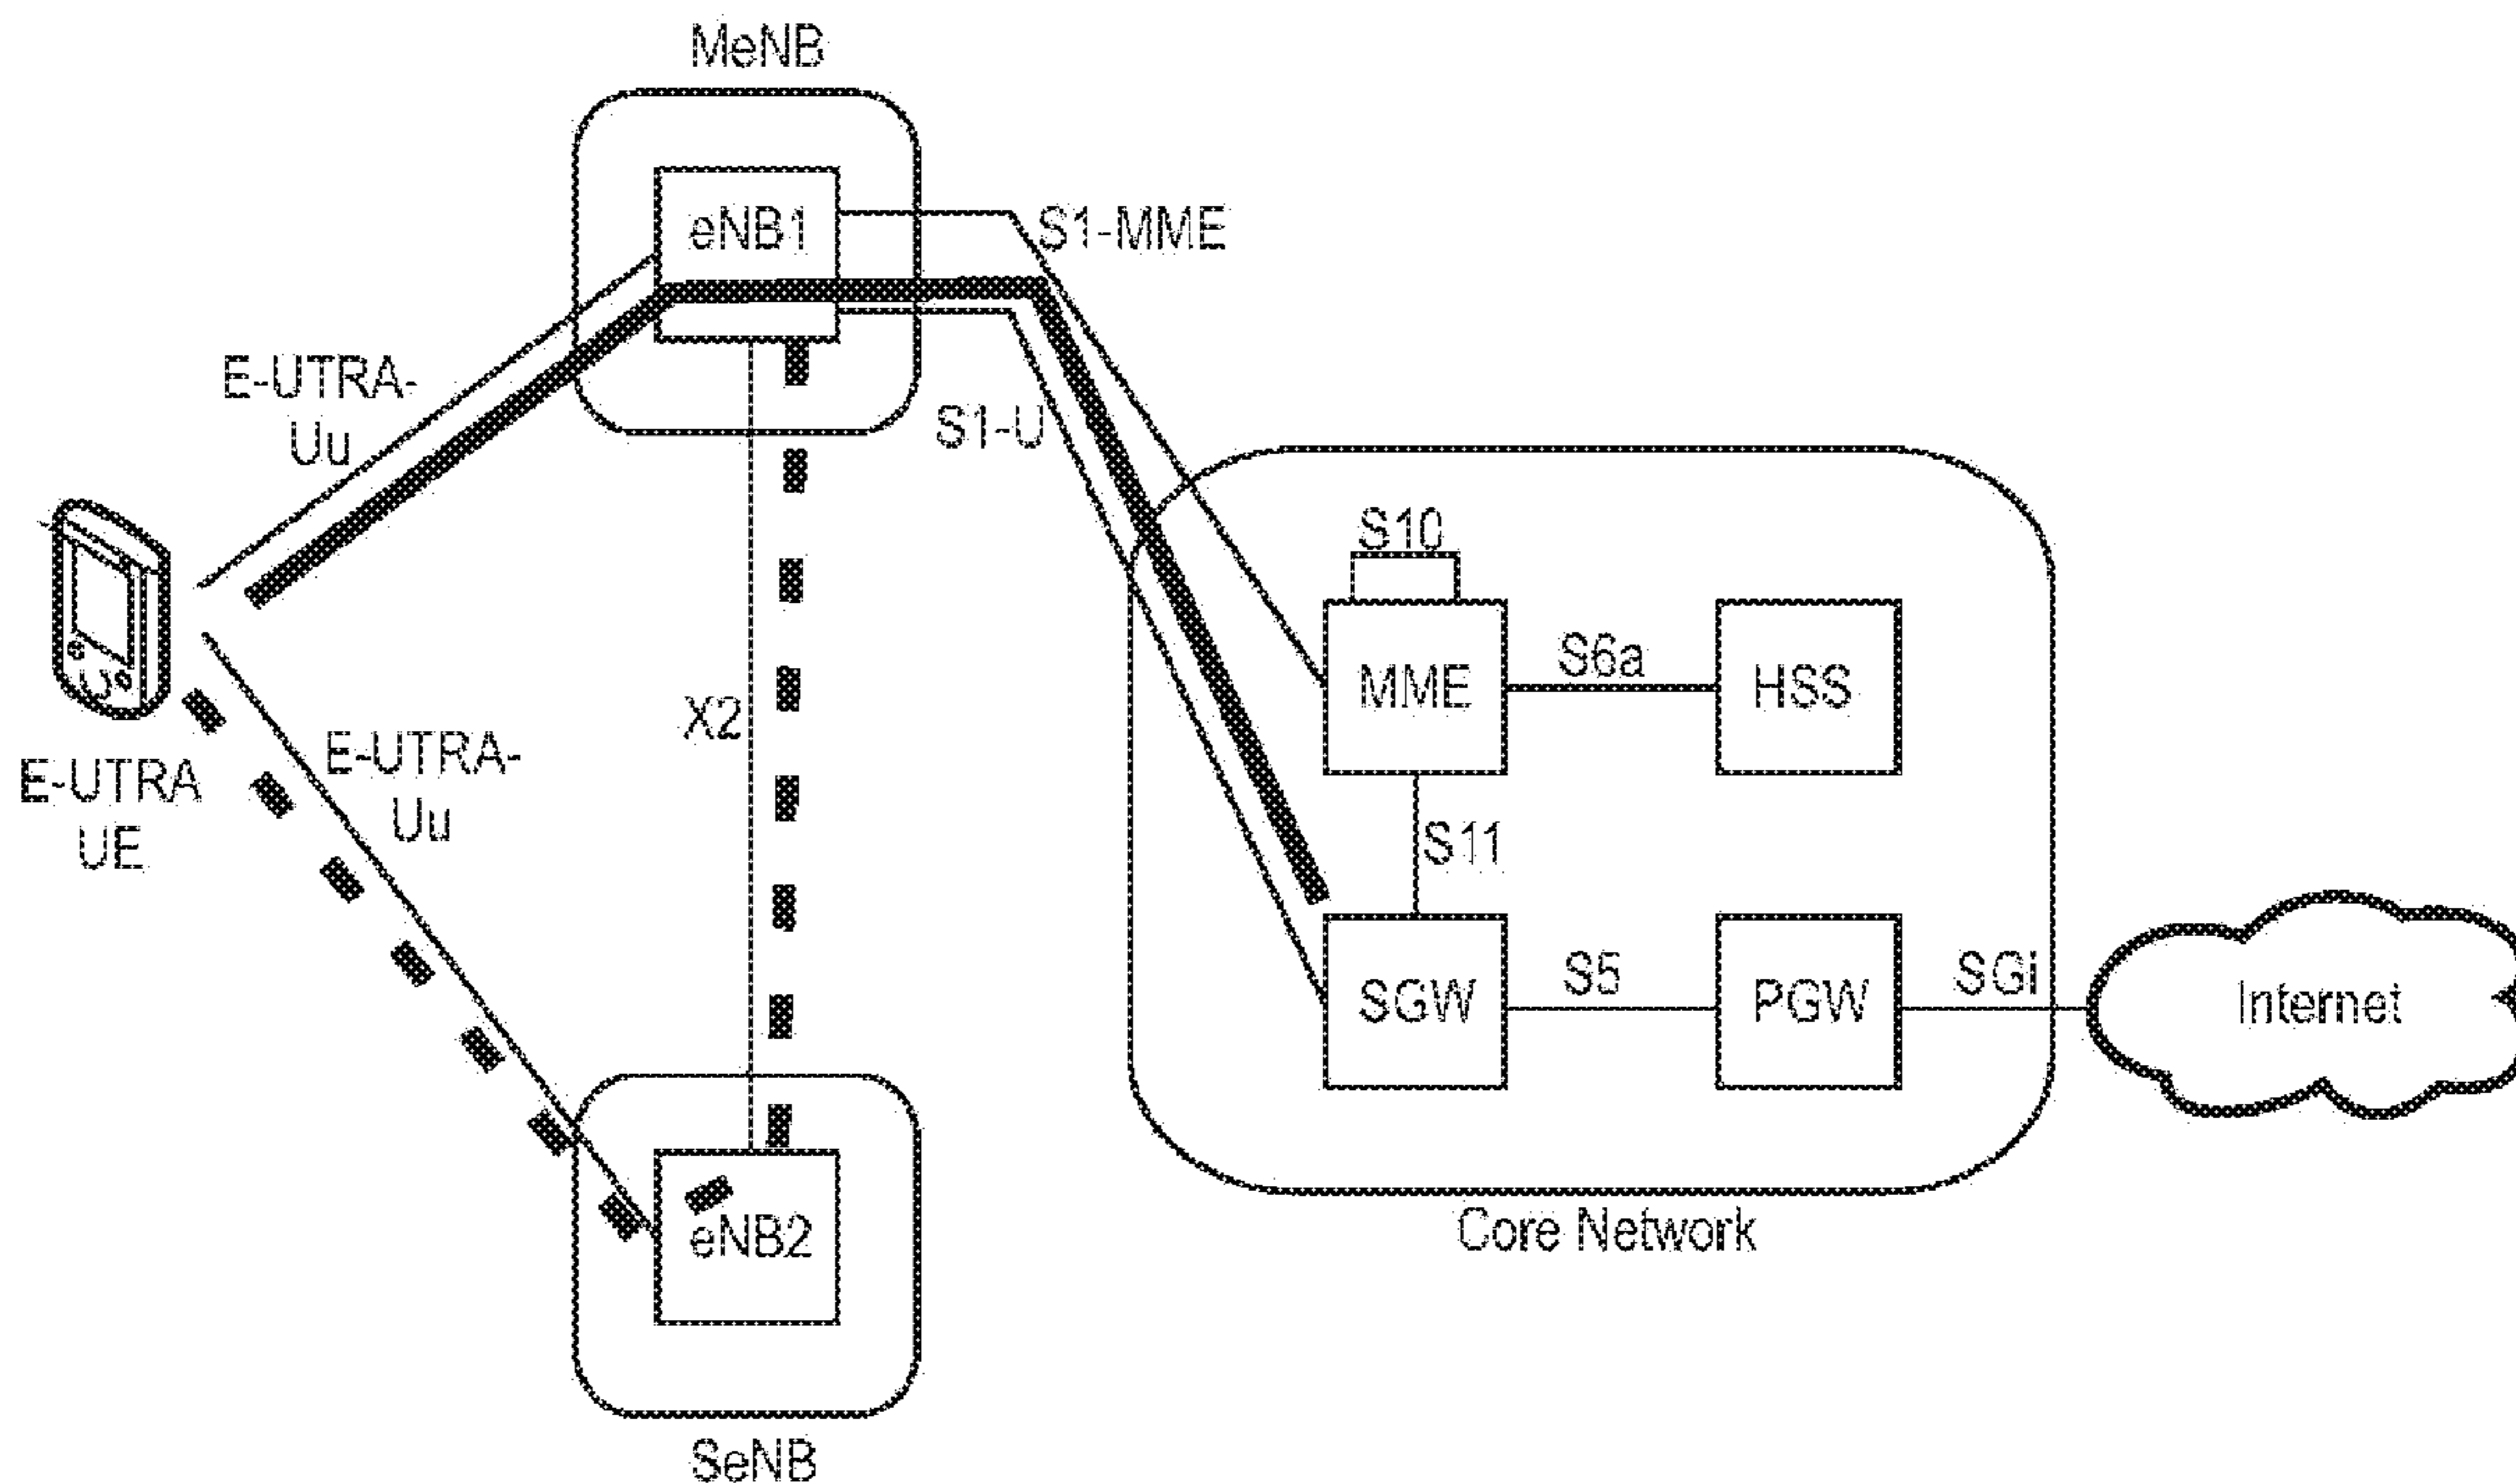 MeNB
eNB1
S1-MME
E-UTRA-
Uu
S1-U
S10
MME
S6a
HSS
X2
E-UTRA
UE
E-UTRA-
Uu
S11
SGW
S5
PGW
SGi
Internet
eNB2
Core Network
SeNB